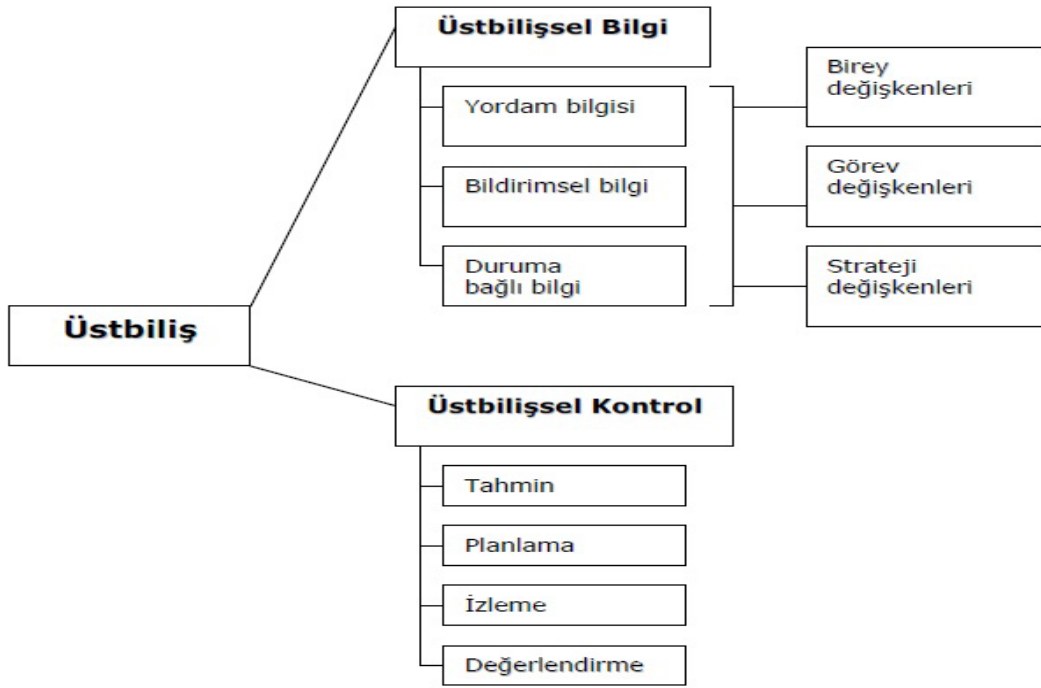 Üstbiliş
Üstbilişsel Bilgi
Yordam bilgisi
Bildirimsel bilgi
Duruma
bağlı bilgi
Birey
değişkenleri
Görev
değişkenleri
Strateji
değişkenleri
Üstbilişsel Kontrol
Tahmin
Planlama
İzleme
Değerlendirme